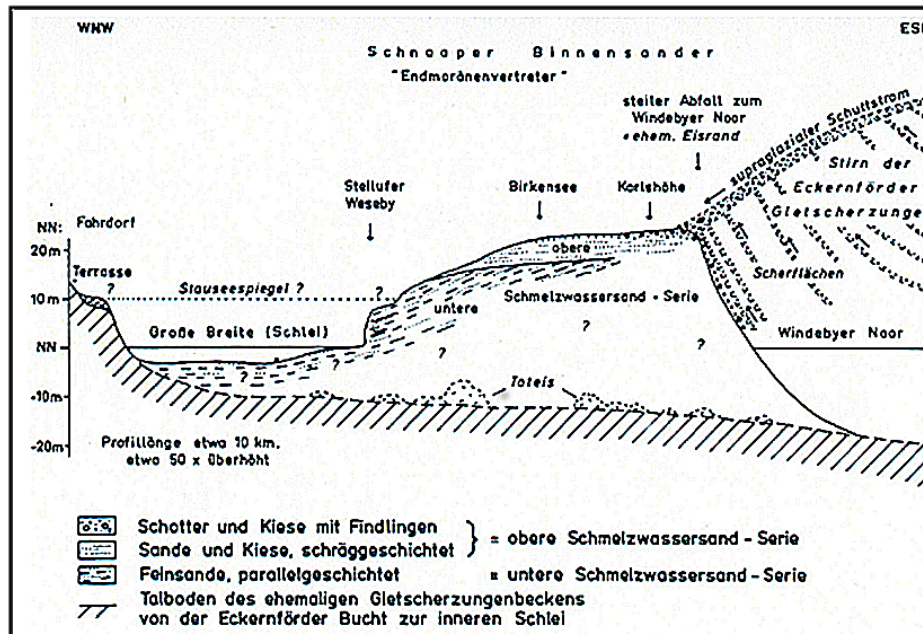 WNW
ESE
Schnaaper Binnensander
"Endmoränenvertreter"
steiler Abfall zum
Windebyer Noor
= ehem. Eisrand
supraglazialer Schuttstrom
Stirn der
Eckernförder
Gletscherzunge
Steilufer
Weseby
Birkensee
Karlshöhe
NN:
Fahrdorf
20m
obere
Scherflächen
Terrasse
?
Stauseespiegel ?
?
10m
untere
Schmelzwassersand-Serie
?
?
Große Breite (Schlei)
Windebyer Noor
NN
?
?
?
Toteis
-10m
-20m
Profillänge etwa 10 km,
etwa 50 x überhöht
Schotter und Kiese mit Findlingen
Sande und Kiese, schräggeschichtet
= obere Schmelzwassersand-Serie
Feinsande, parallelgeschichtet
= untere Schmelzwassersand-Serie
Talboden des ehemaligen Gletscherzungenbeckens
von der Eckernförder Bucht zur inneren Schlei